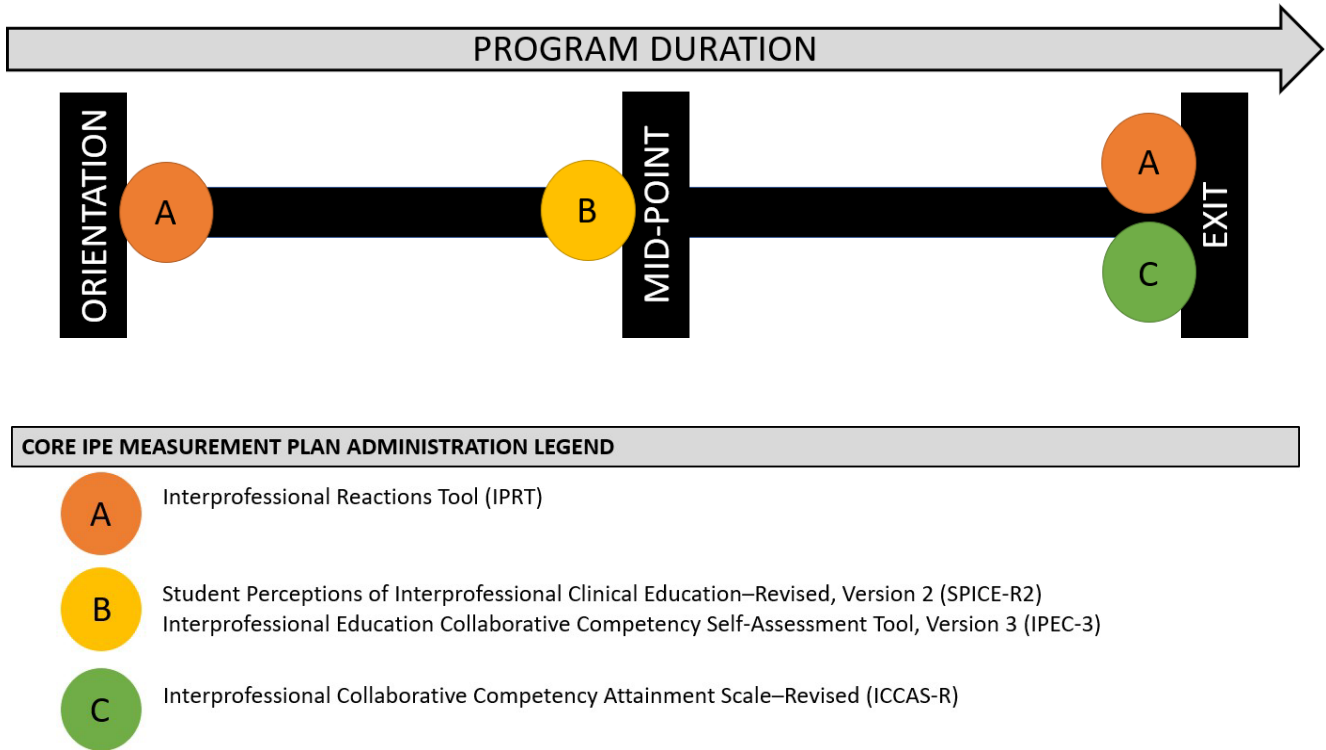 PROGRAM DURATION
ORIENTATION
A
B
MID-POINT
A
C
EXIT
CORE IPE MEASUREMENT PLAN ADMINISTRATION LEGEND
A
Interprofessional Reactions Tool (IPRT)
B
Student Perceptions of Interprofessional Clinical Education–Revised, Version 2 (SPICE-R2)
Interprofessional Education Collaborative Competency Self-Assessment Tool, Version 3 (IPEC-3)
C
Interprofessional Collaborative Competency Attainment Scale–Revised (ICCAS-R)